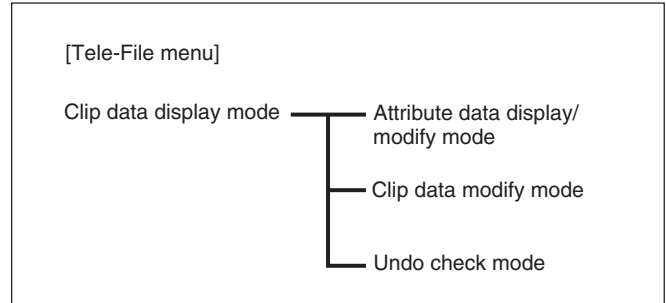 [Tele-File menu]
Clip data display mode
Attribute data display/
modify mode
Clip data modify mode
Undo check mode